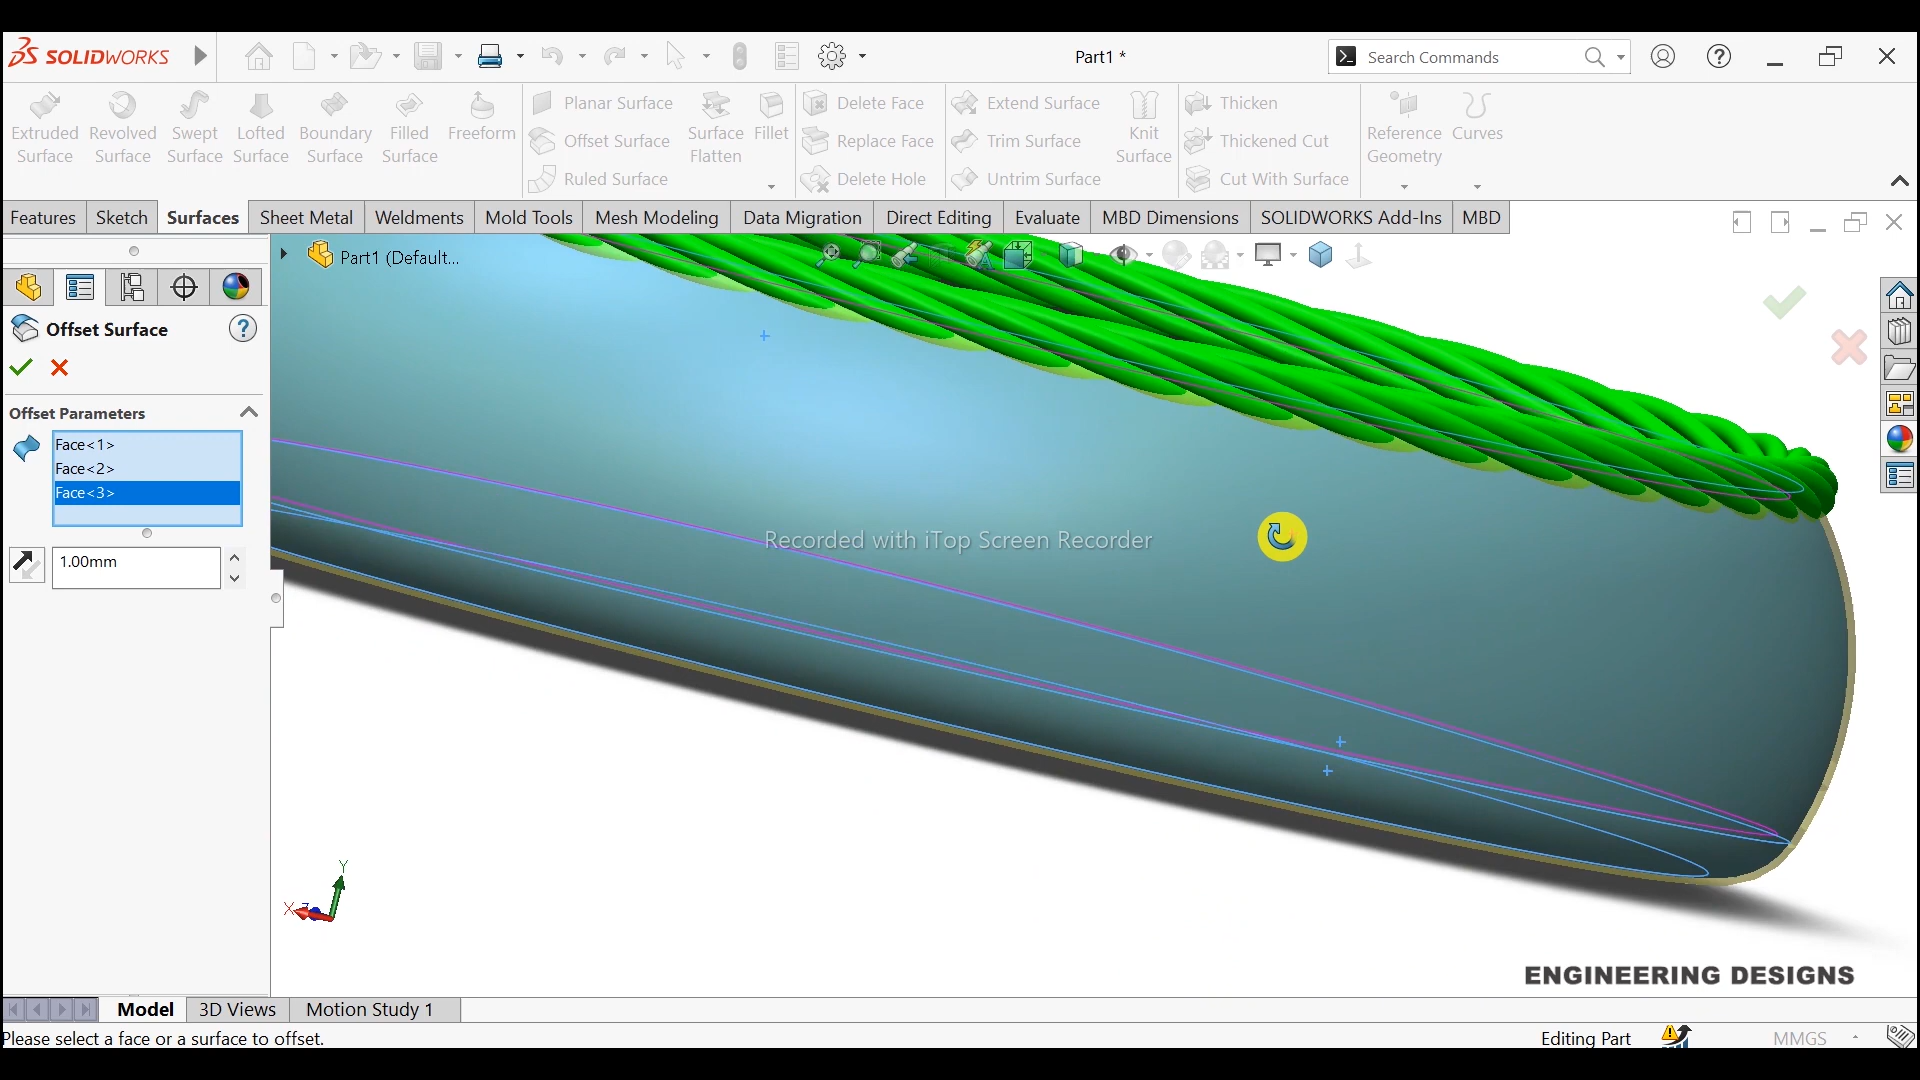 SOLIDWORKS
Part1 *
Search Commands
Extruded Surface
Revolved Surface
Swept Surface
Lofted Surface
Boundary Surface
Filled Surface
Freeform
Planar Surface
Offset Surface
Ruled Surface
Surface Flatten
Fillet
Delete Face
Replace Face
Delete Hole
Extend Surface
Trim Surface
Untrim Surface
Knit Surface
Thicken
Thickened Cut
Cut With Surface
Reference Geometry
Curves
Features
Sketch
Surfaces
Sheet Metal
Weldments
Mold Tools
Mesh Modeling
Data Migration
Direct Editing
Evaluate
MBD Dimensions
SOLIDWORKS Add-Ins
MBD
Part1 (Default...
Offset Surface
Offset Parameters
Face<1>
Face<2>
Face<3>
1.00mm
Recorded with iTop Screen Recorder
Y
X
Z
ENGINEERING DESIGNS
Model
3D Views
Motion Study 1
Please select a face or a surface to offset.
Editing Part
MMGS